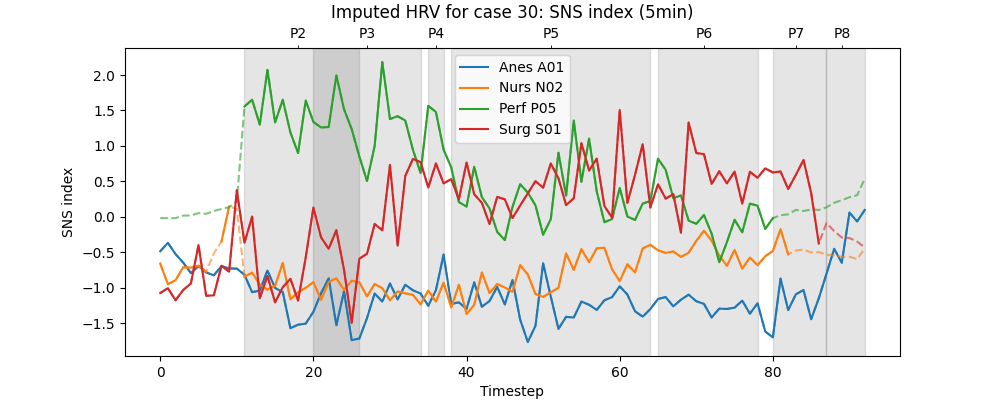 Imputed HRV for case 30: SNS index (5min)
P2 P3 P4 P5 P6 P7 P8
Anes A01
Nurs N02
Perf P05
Surg S01
2.0
1.5
1.0
0.5
0.0
−0.5
−1.0
−1.5
SNS index
0 20 40 60 80
Timestep